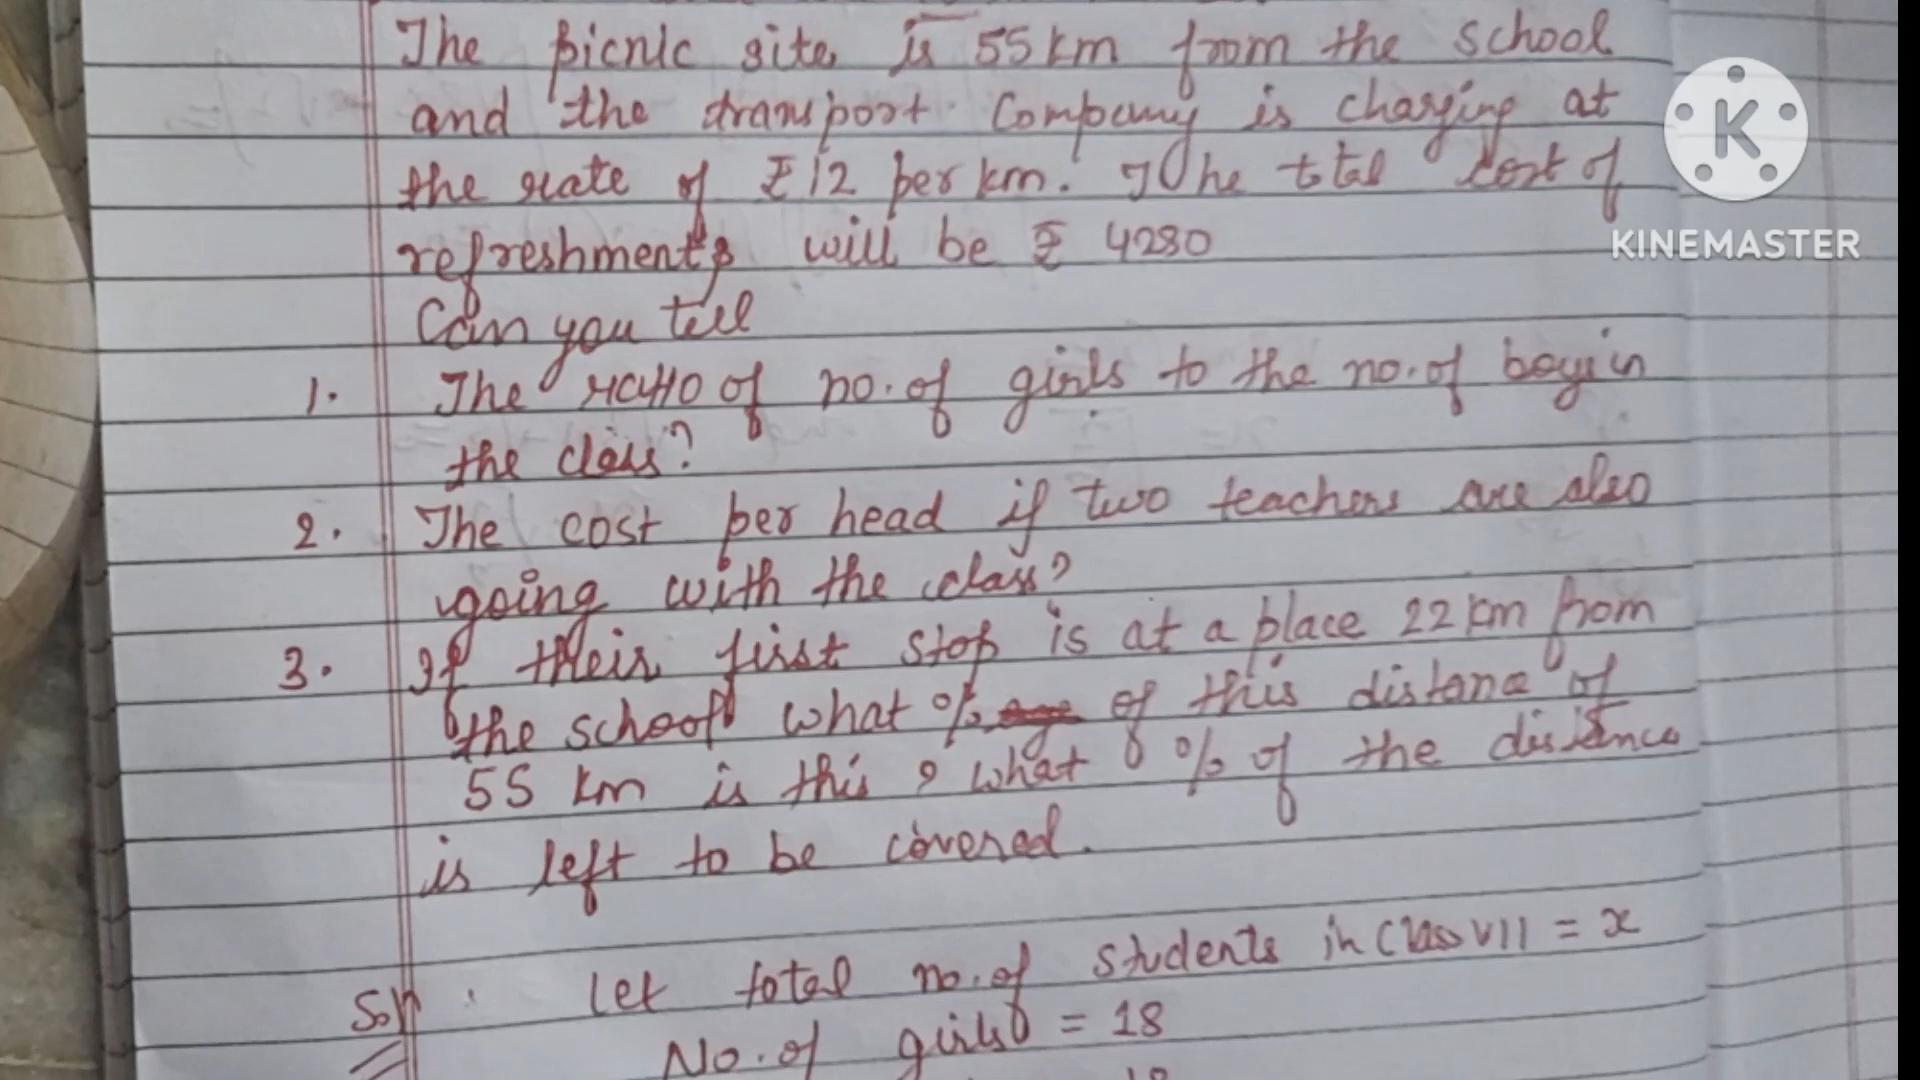 The picnic site is 55 km from the school
and the transport company is charging at
the rate of ₹12 per km. The total cost of
refreshments will be ₹ 4280
Can you tell
1. The ratio of no. of girls to the no. of boys in
the class?
2. The cost per head if two teachers are also
going with the class?
3. If their first stop is at a place 22 km from
the school what % of this distance of
55 km is this? what % of the distance
is left to be covered.
Soln. Let total no. of students in Class VII = x
No. of girls = 18
K
KINEMASTER